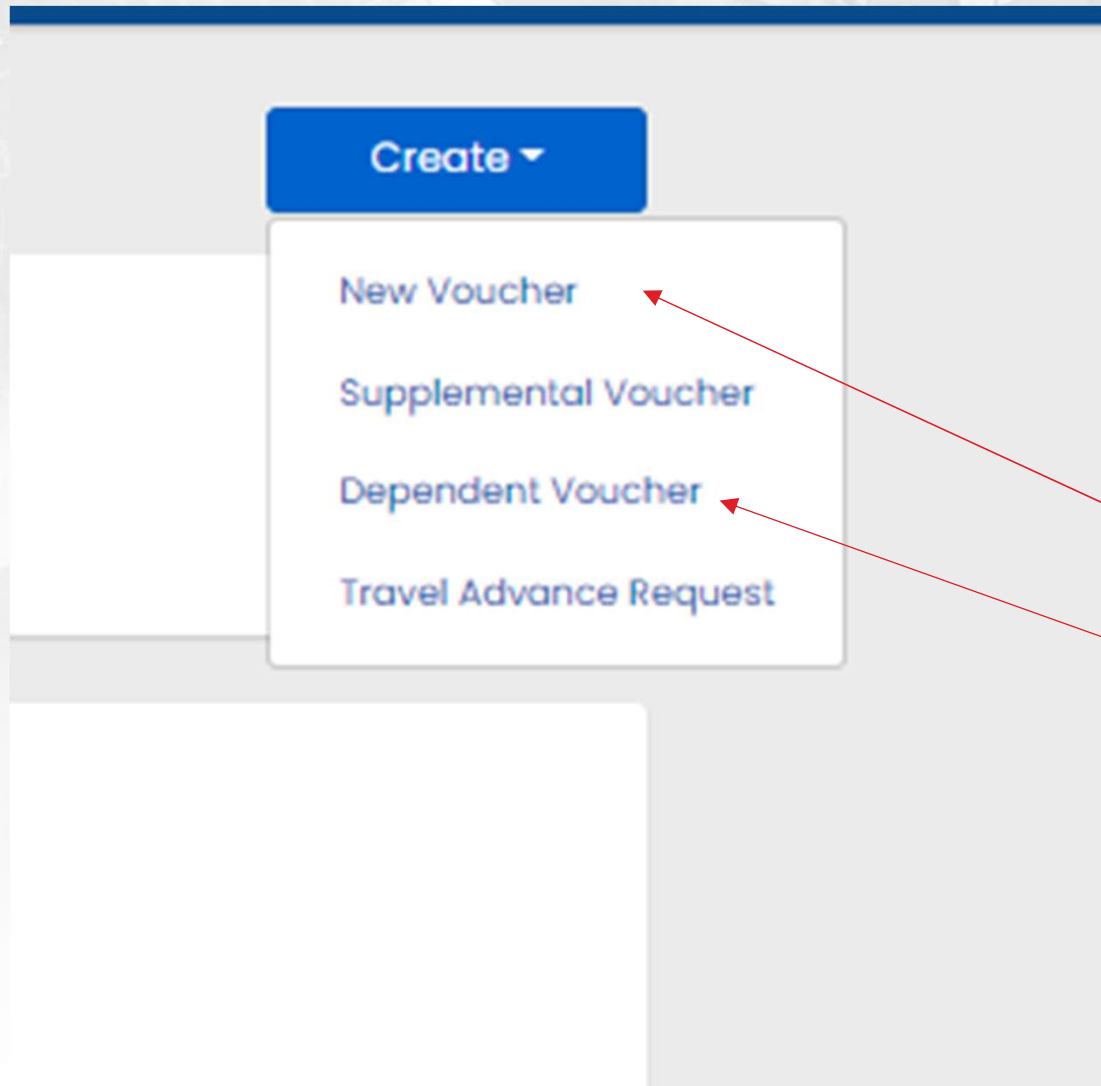 Create
New Voucher
Supplemental Voucher
Dependent Voucher
Travel Advance Request